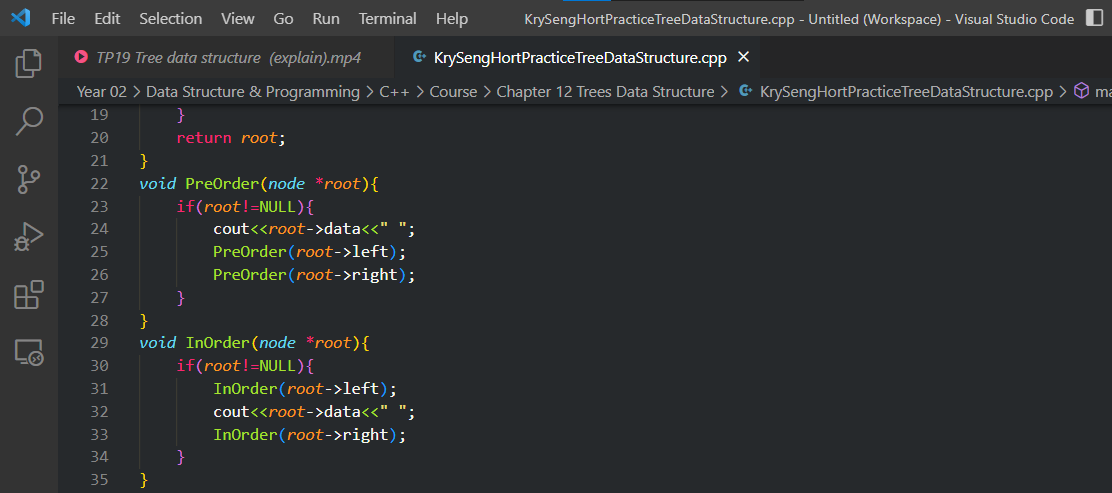 File Edit Selection View Go Run Terminal Help KrySengHortPracticeTreeDataStructure.cpp - Untitled (Workspace) - Visual Studio Code
TP19 Tree data structure (explain).mp4 KrySengHortPracticeTreeDataStructure.cpp
Year 02 > Data Structure & Programming > C++ > Course > Chapter 12 Trees Data Structure > KrySengHortPracticeTreeDataStructure.cpp > ma
19 }
20 return root;
21 }
22 void PreOrder(node *root){
23 if(root!=NULL){
24 cout<<root->data<<" ";
25 PreOrder(root->left);
26 PreOrder(root->right);
27 }
28 }
29 void InOrder(node *root){
30 if(root!=NULL){
31 InOrder(root->left);
32 cout<<root->data<<" ";
33 InOrder(root->right);
34 }
35 }